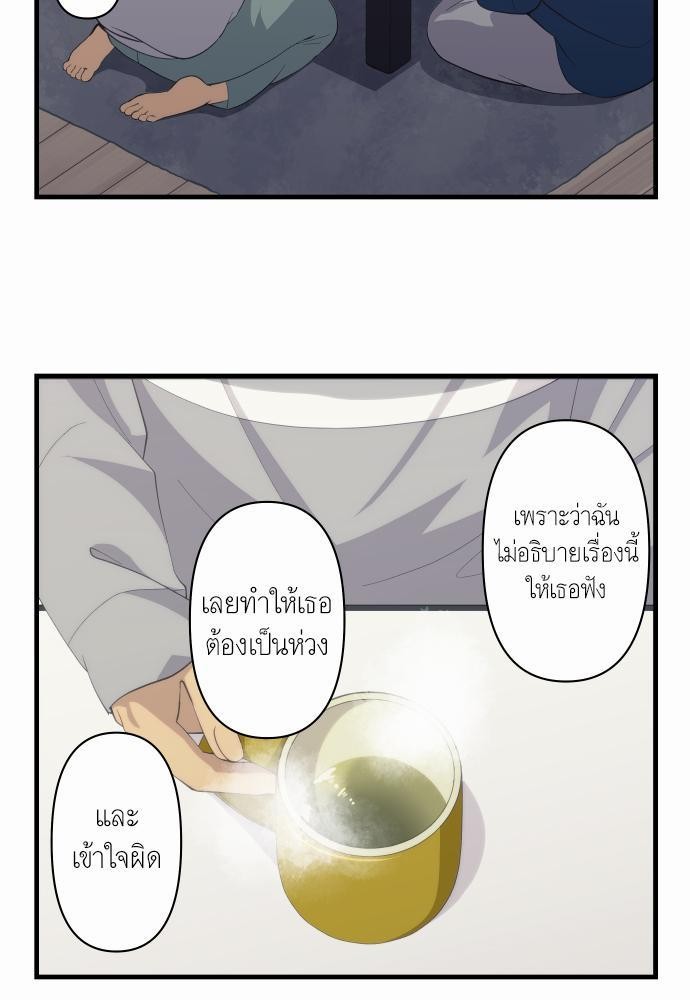 เพราะว่าฉัน
ไม่อธิบายเรื่องนี้
ให้เธอฟัง
เลยทำให้เธอ
ต้องเป็นห่วง
และ
เข้าใจผิด